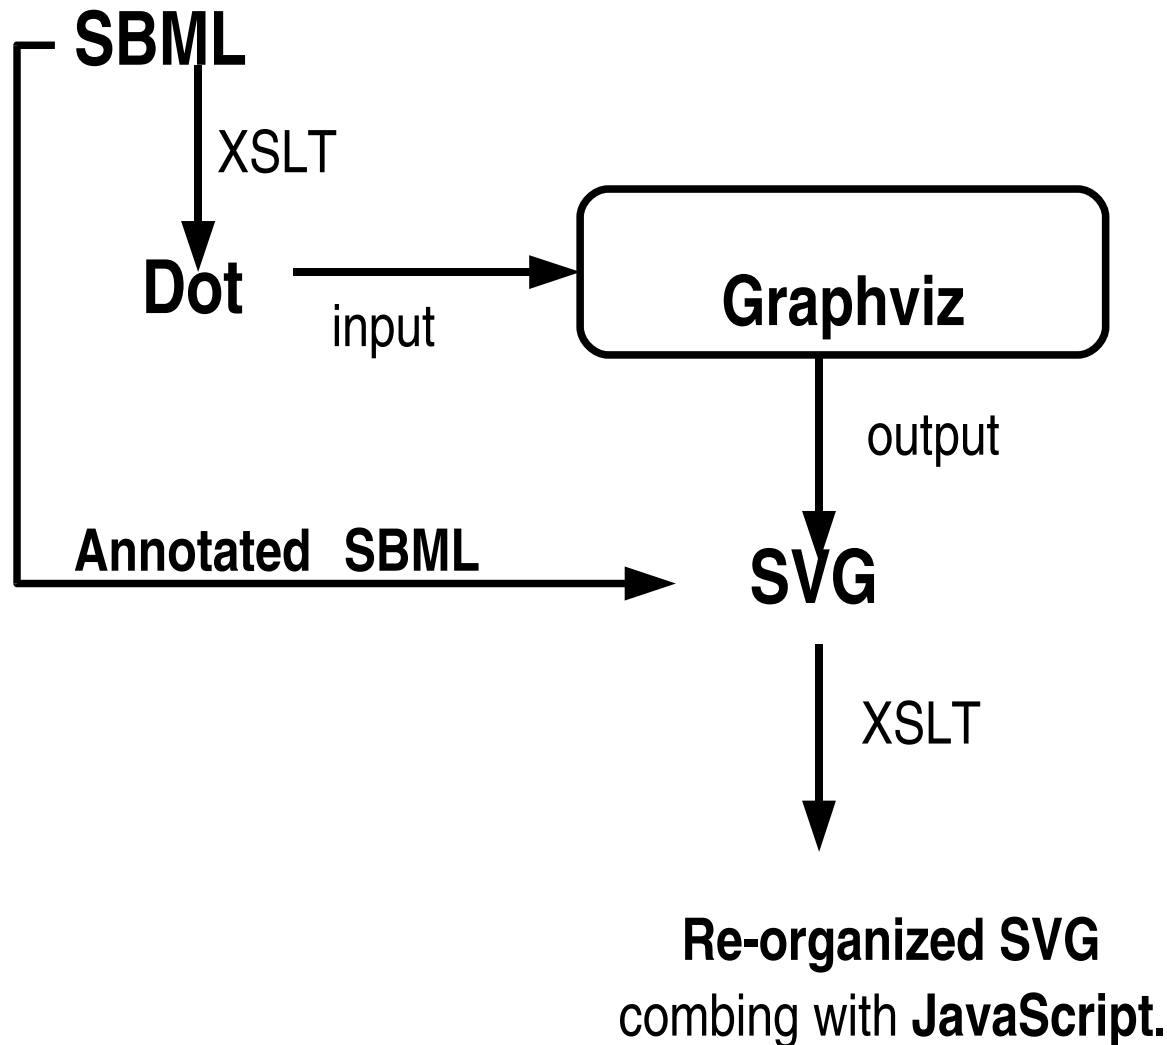 SBML
XSLT
Dot
input
Graphviz
output
Annotated SBML
SVG
XSLT
Re-organized SVG
combing with JavaScript.